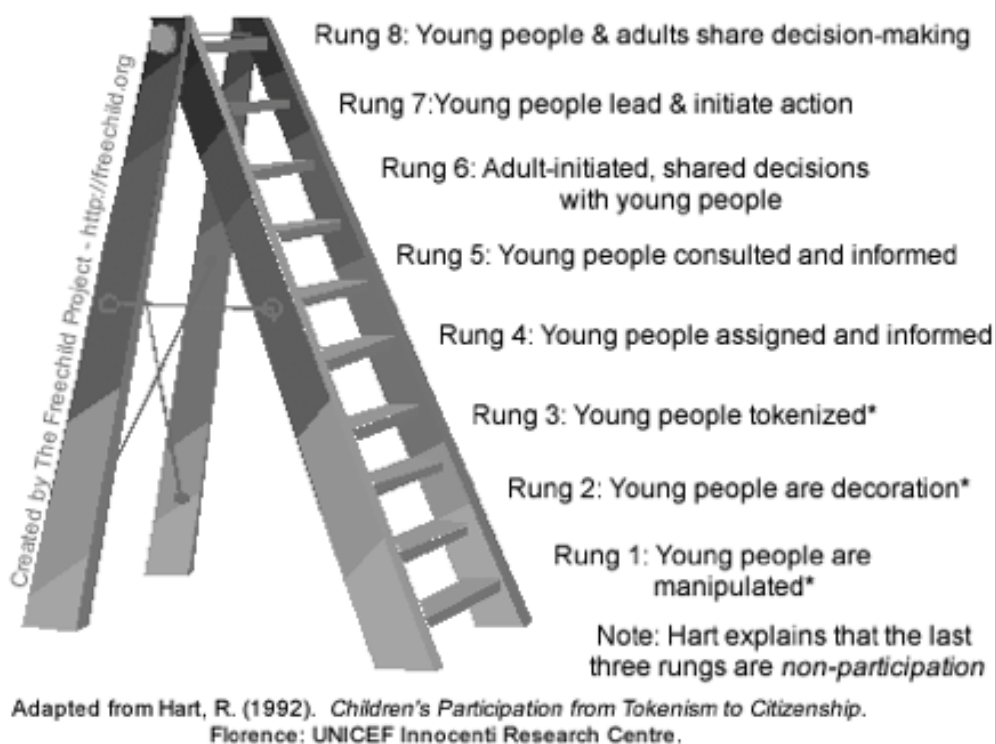 Rung 8: Young people & adults share decision-making
Rung 7:Young people lead & initiate action
Rung 6: Adult-initiated, shared decisions
with young people
Rung 5: Young people consulted and informed
Rung 4: Young people assigned and informed
Rung 3: Young people tokenized*
Rung 2: Young people are decoration*
Rung 1: Young people are
manipulated*
Note: Hart explains that the last
three rungs are non-participation
Created by The Freechild Project - http://freechild.org
Adapted from Hart, R. (1992). Children's Participation from Tokenism to Citizenship.
Florence: UNICEF Innocenti Research Centre.